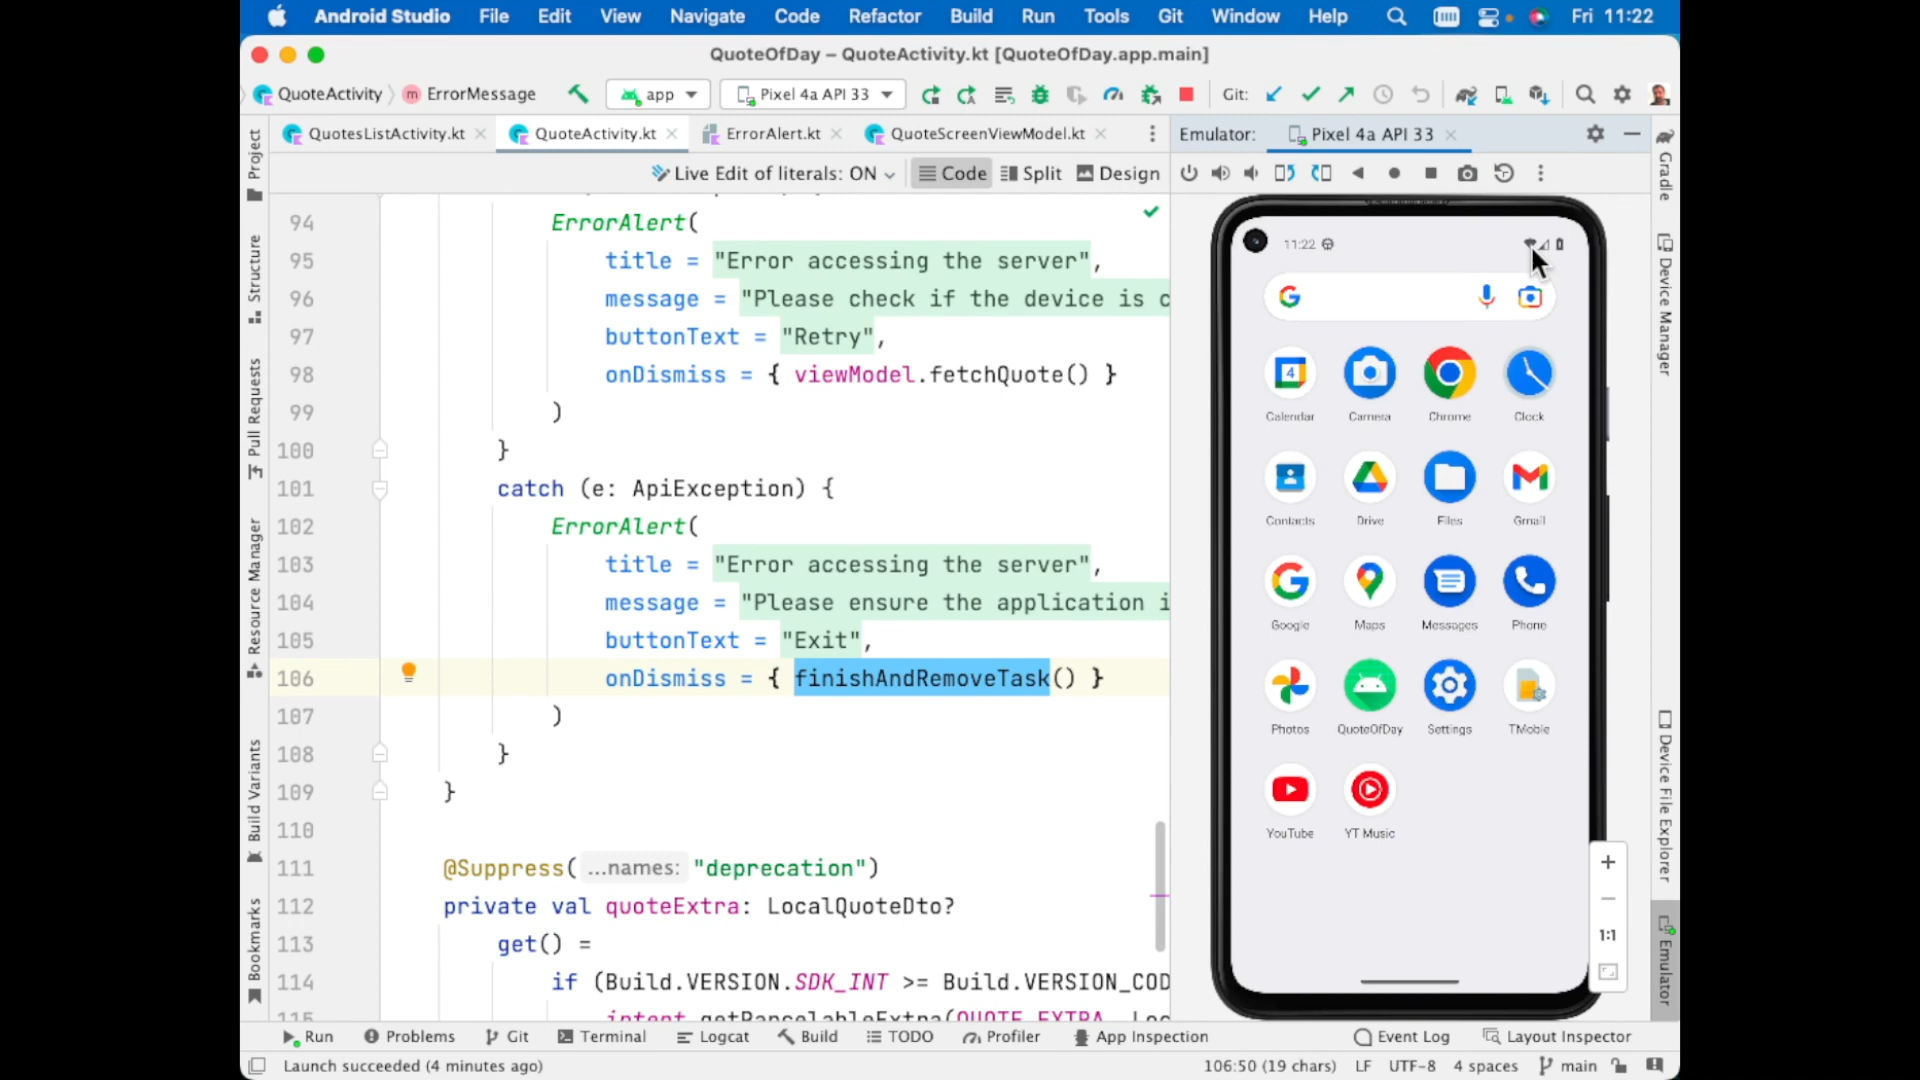 Android Studio File Edit View Navigate Code Refactor Build Run Tools Git Window Help Fri 11:22
QuoteOfDay – QuoteActivity.kt [QuoteOfDay.app.main]
QuoteActivity ErrorMessage app Pixel 4a API 33 Git:
QuotesListActivity.kt QuoteActivity.kt ErrorAlert.kt QuoteScreenViewModel.kt Emulator: Pixel 4a API 33
Live Edit of literals: ON Code Split Design
Project
Structure
Pull Requests
Resource Manager
Build Variants
Bookmarks
94 ErrorAlert(
95 title = "Error accessing the server",
96 message = "Please check if the device is c
97 buttonText = "Retry",
98 onDismiss = { viewModel.fetchQuote() }
99 )
100 }
101 catch (e: ApiException) {
102 ErrorAlert(
103 title = "Error accessing the server",
104 message = "Please ensure the application i
105 buttonText = "Exit",
106 onDismiss = { finishAndRemoveTask() }
107 )
108 }
109 }
110
111 @Suppress( ...names: "deprecation")
112 private val quoteExtra: LocalQuoteDto?
113 get() =
114 if (Build.VERSION.SDK_INT >= Build.VERSION_COD
115 intent.getParcelableExtra(QUOTE_EXTRA, Loc
11:22
Calendar Camera Chrome Clock
Contacts Drive Files Gmail
Google Maps Messages Phone
Photos QuoteOfDay Settings TMoble
YouTube YT Music
1:1
Gradle
Device Manager
Device File Explorer
Emulator
Run Problems Git Terminal Logcat Build TODO Profiler App Inspection Event Log Layout Inspector
Launch succeeded (4 minutes ago) 106:50 (19 chars) LF UTF-8 4 spaces main